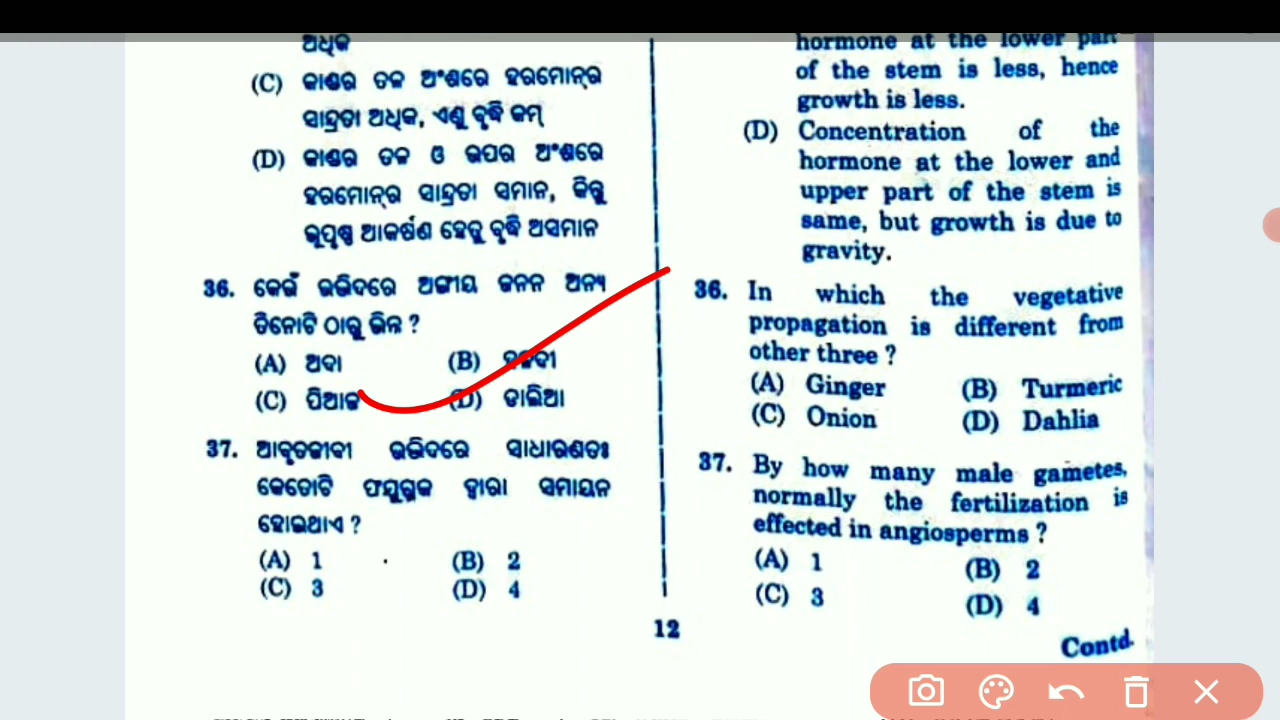 ଅଧିକ
(C) କାଣ୍ଡର ତଳ ଅଂଶରେ ହରମୋନ୍‌ର
ସାନ୍ଦ୍ରତା ଅଧିକ, ଏଣୁ ବୃଦ୍ଧି କମ୍
(D) କାଣ୍ଡର ତଳ ଓ ଉପର ଅଂଶରେ
ହରମୋନ୍‌ର ସାନ୍ଦ୍ରତା ସମାନ, କିନ୍ତୁ
ଭୂପୃଷ୍ଠ ଆକର୍ଷଣ ହେତୁ ବୃଦ୍ଧି ଅସମାନ
36. କେଉଁ ଉଦ୍ଭିଦରେ ଅଙ୍ଗୀୟ ଜନନ ଅନ୍ୟ
ତିନୋଟି ଠାରୁ ଭିନ୍ନ ?
(A) ଅଦା (B) ହଳଦୀ
(C) ପିଆଜ (D) ଡାଲିଆ
37. ଆବୃତଜୀବୀ ଉଦ୍ଭିଦରେ ସାଧାରଣତଃ
କେତୋଟି ପୁଂଯୁଗ୍ମକ ଦ୍ୱାରା ସମାୟନ
ହୋଇଥାଏ ?
(A) 1 (B) 2
(C) 3 (D) 4
hormone at the lower part
of the stem is less, hence
growth is less.
(D) Concentration of the
hormone at the lower and
upper part of the stem is
same, but growth is due to
gravity.
36. In which the vegetative
propagation is different from
other three ?
(A) Ginger (B) Turmeric
(C) Onion (D) Dahlia
37. By how many male gametes,
normally the fertilization is
effected in angiosperms ?
(A) 1 (B) 2
(C) 3 (D) 4
12
Contd.